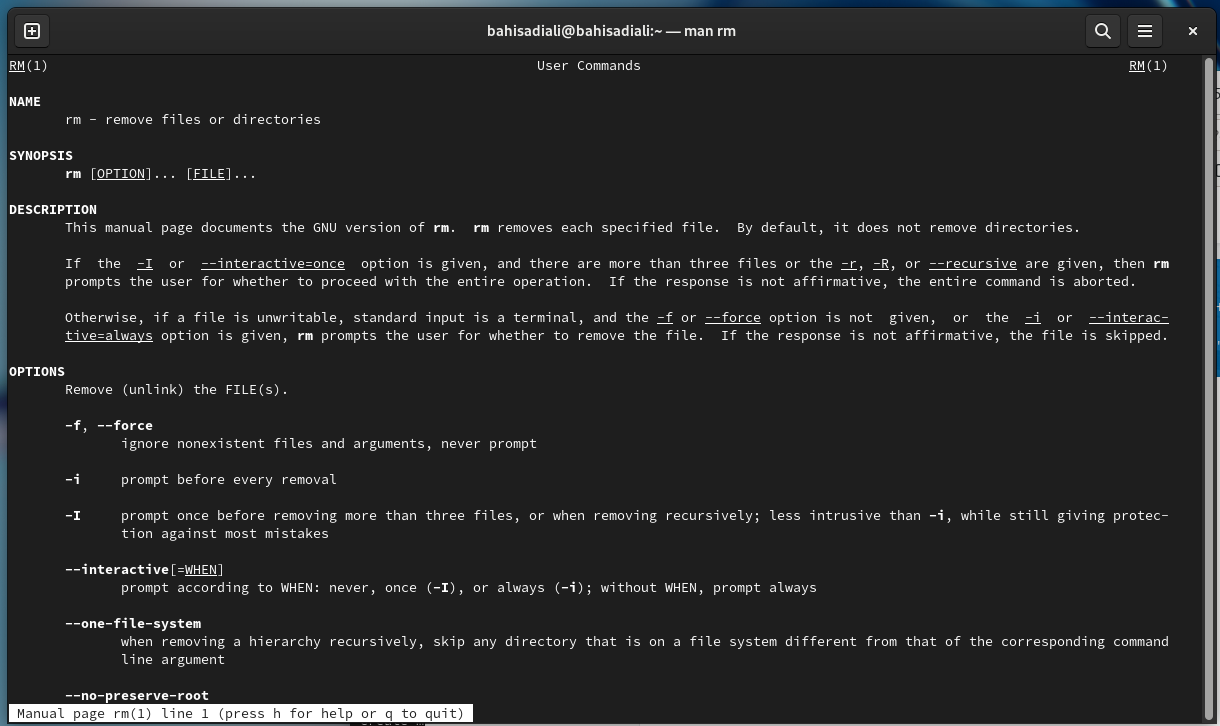 bahisadiali@bahisadiali:~ — man rm
RM(1) User Commands RM(1)
NAME
rm - remove files or directories
SYNOPSIS
rm [OPTION]... [FILE]...
DESCRIPTION
This manual page documents the GNU version of rm.  rm removes each specified file.  By default, it does not remove directories.
If  the  -I  or  --interactive=once  option is given, and there are more than three files or the -r, -R, or --recursive are given, then rm
prompts the user for whether to proceed with the entire operation.  If the response is not affirmative, the entire command is aborted.
Otherwise, if a file is unwritable, standard input is a terminal, and the -f or --force option is not  given,  or  the  -i  or  --interac-
tive=always option is given, rm prompts the user for whether to remove the file.  If the response is not affirmative, the file is skipped.
OPTIONS
Remove (unlink) the FILE(s).
-f, --force
ignore nonexistent files and arguments, never prompt
-i     prompt before every removal
-I     prompt once before removing more than three files, or when removing recursively; less intrusive than -i, while still giving protec-
tion against most mistakes
--interactive[=WHEN]
prompt according to WHEN: never, once (-I), or always (-i); without WHEN, prompt always
--one-file-system
when removing a hierarchy recursively, skip any directory that is on a file system different from that of the corresponding command
line argument
--no-preserve-root
Manual page rm(1) line 1 (press h for help or q to quit)